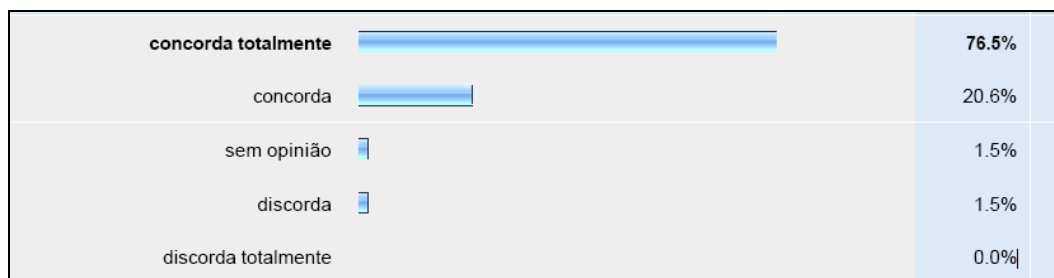 concorda totalmente 76.5%
concorda 20.6%
sem opinião 1.5%
discorda 1.5%
discorda totalmente 0.0%